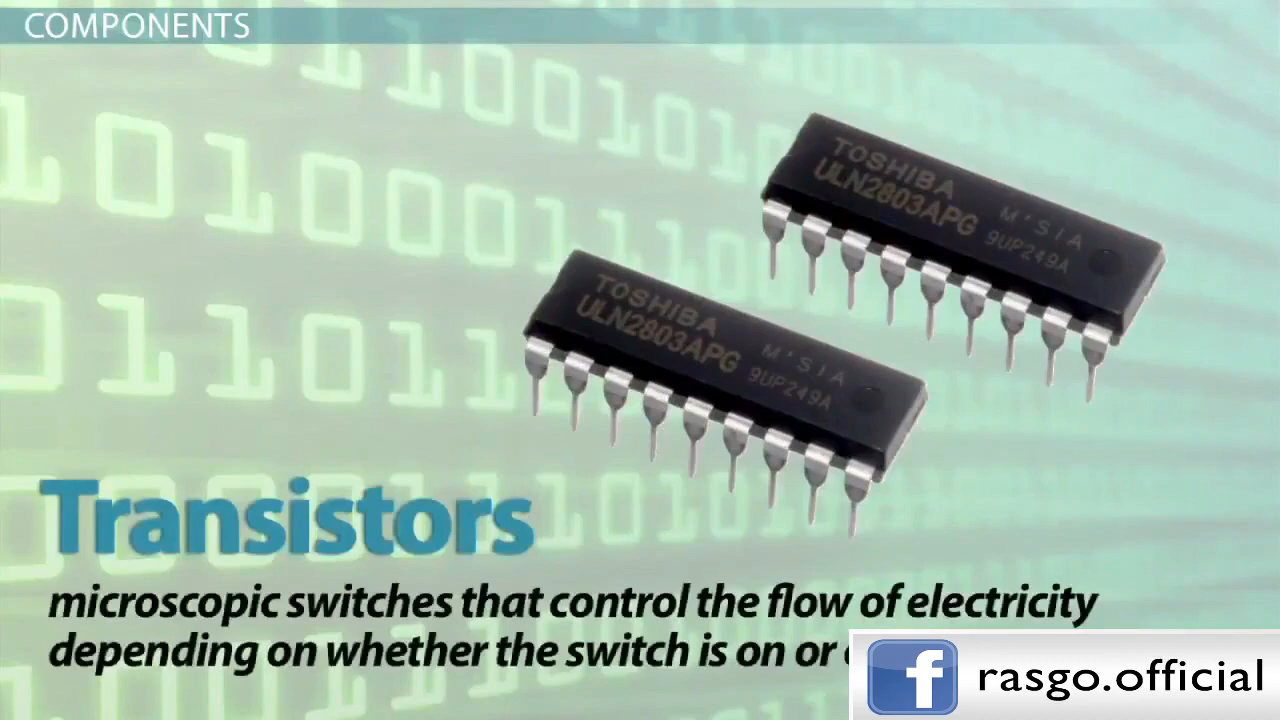 COMPONENTS
TOSHIBA
ULN2803APG
M'SIA
9UP249A
TOSHIBA
ULN2803APG
M'SIA
9UP249A
Transistors
microscopic switches that control the flow of electricity
depending on whether the switch is on or
f rasgo.official